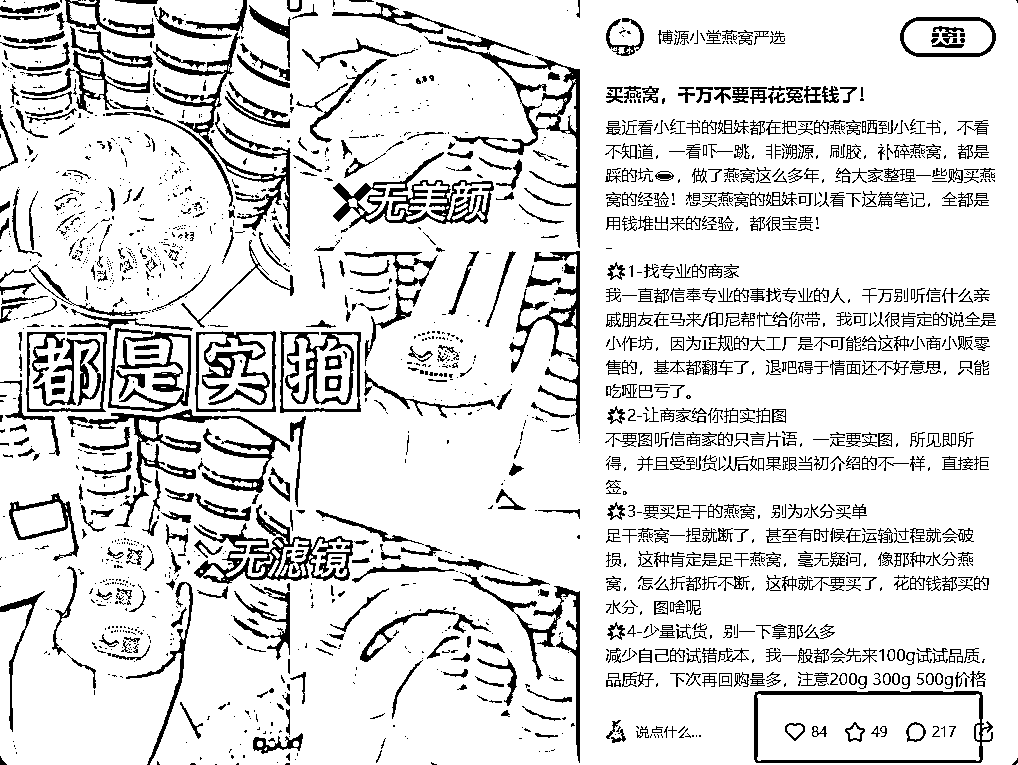 无美颜
都是实拍
无滤镜
博源小堂燕窝严选
关注
买燕窝，千万不要再花冤枉钱了！
最近看小红书的姐妹都在把买的燕窝晒到小红书，不看
不知道，一看吓一跳，非溯源，刷胶，补碎燕窝，都是
踩的坑，做了燕窝这么多年，给大家整理一些购买燕
窝的经验！想买燕窝的姐妹可以看下这篇笔记，全都是
用钱堆出来的经验，都很宝贵！
-
1-找专业的商家
我一直都信奉专业的事找专业的人，千万别听信什么亲
戚朋友在马来/印尼帮忙给你带，我可以很肯定的说全是
小作坊，因为正规的大工厂是不可能给这种小商小贩零
售的，基本都翻车了，退吧碍于情面还不好意思，只能
吃哑巴亏了。
2-让商家给你拍实拍图
不要图听信商家的只言片语，一定要实图，所见即所
得，并且受到货以后如果跟当初介绍的不一样，直接拒
签。
3-要买足干的燕窝，别为水分买单
足干燕窝一捏就断了，甚至有时候在运输过程就会破
损，这种肯定是足干燕窝，毫无疑问，像那种水分燕
窝，怎么折都折不断，这种就不要买了，花的钱都买的
水分，图啥呢
4-少量试货，别一下拿那么多
减少自己的试错成本，我一般都会先来100g试试品质，
品质好，下次再回购量多，注意200g 300g 500g价格
说点什么...
84
49
217